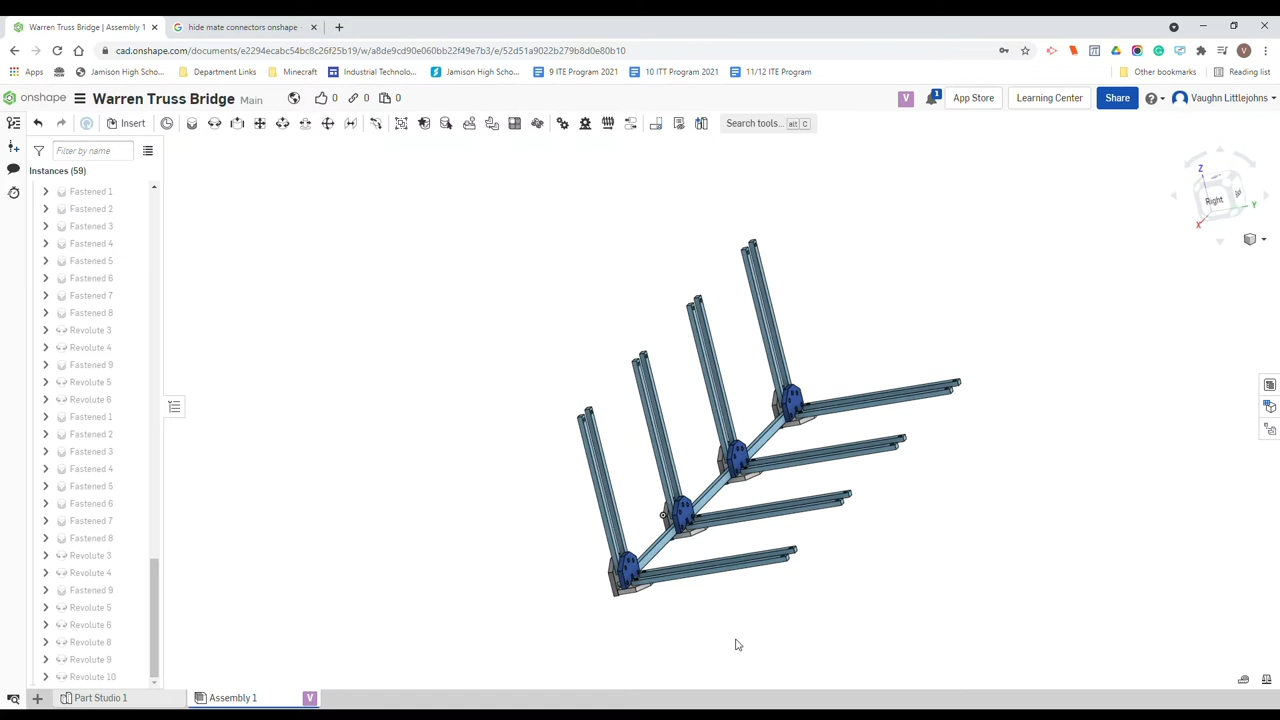 Warren Truss Bridge | Assembly 1
hide mate connectors onshape
cad.onshape.com/documents/e2294ecabc54bc8c26f25b19/w/a8de9cd90e060bb22f49e7b3/e/52d51a9022b279b8d0e80b10
Apps Jamison High Scho... Department Links Minecraft Industrial Technolo... Jamison High Schoo... 9 ITE Program 2021 10 ITT Program 2021 11/12 ITE Program Other bookmarks Reading list
onshape Warren Truss Bridge Main 0 0 0 V 1 App Store Learning Center Share Vaughn Littlejohns
Insert Search tools... alt C
Filter by name
Instances (59)
Fastened 1
Fastened 2
Fastened 3
Fastened 4
Fastened 5
Fastened 6
Fastened 7
Fastened 8
Revolute 3
Revolute 4
Fastened 9
Revolute 5
Revolute 6
Fastened 1
Fastened 2
Fastened 3
Fastened 4
Fastened 5
Fastened 6
Fastened 7
Fastened 8
Revolute 3
Revolute 4
Fastened 9
Revolute 5
Revolute 6
Revolute 8
Revolute 9
Revolute 10
Z
Right
Y
X
Part Studio 1 Assembly 1 V